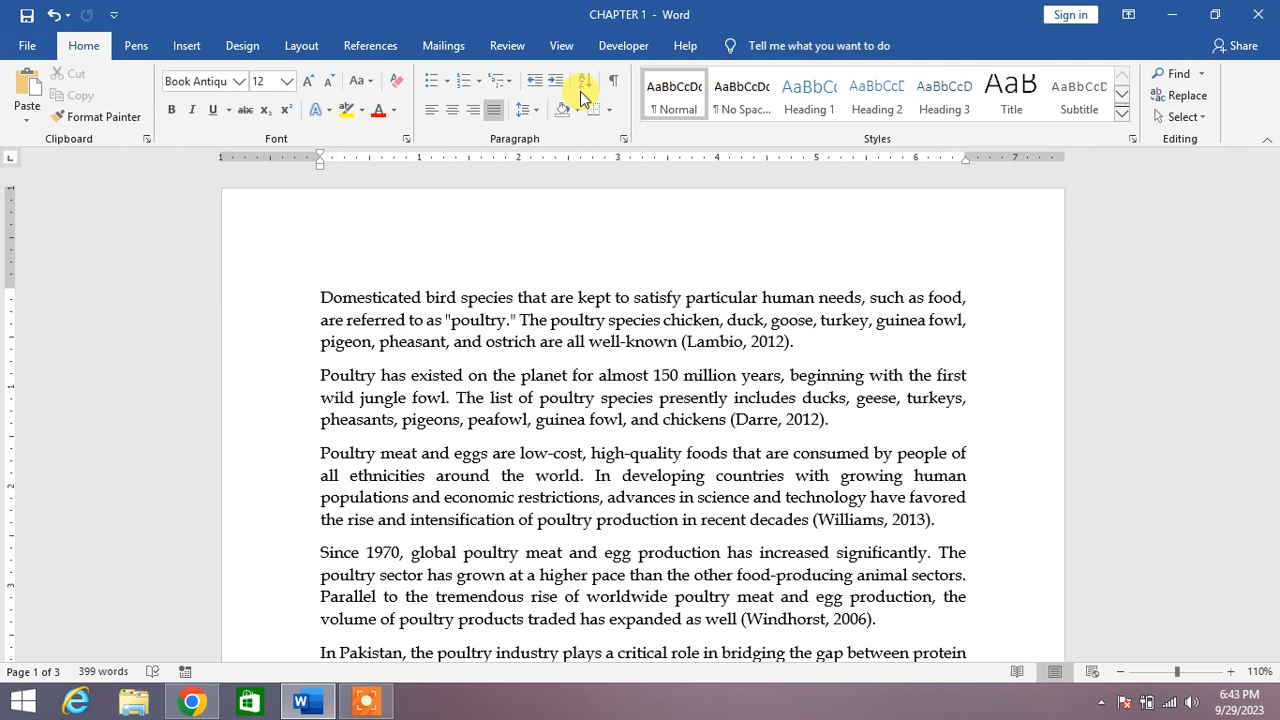 CHAPTER 1 - Word
Sign in
File Home Pens Insert Design Layout References Mailings Review View Developer Help Tell me what you want to do Share
Paste
Cut
Copy
Format Painter
Clipboard
Book Antiqu 12
Font
Paragraph
AaBbCcDc AaBbCcDc AaBbCc AaBbCcD AaBbCcD AaB AaBbCcD
¶ Normal ¶ No Spac... Heading 1 Heading 2 Heading 3 Title Subtitle
Styles
Find
Replace
Select
Editing
1 1 2 3 4 5 6 7
Domesticated bird species that are kept to satisfy particular human needs, such as food,
are referred to as "poultry." The poultry species chicken, duck, goose, turkey, guinea fowl,
pigeon, pheasant, and ostrich are all well-known (Lambio, 2012).
Poultry has existed on the planet for almost 150 million years, beginning with the first
wild jungle fowl. The list of poultry species presently includes ducks, geese, turkeys,
pheasants, pigeons, peafowl, guinea fowl, and chickens (Darre, 2012).
Poultry meat and eggs are low-cost, high-quality foods that are consumed by people of
all ethnicities around the world. In developing countries with growing human
populations and economic restrictions, advances in science and technology have favored
the rise and intensification of poultry production in recent decades (Williams, 2013).
Since 1970, global poultry meat and egg production has increased significantly. The
poultry sector has grown at a higher pace than the other food-producing animal sectors.
Parallel to the tremendous rise of worldwide poultry meat and egg production, the
volume of poultry products traded has expanded as well (Windhorst, 2006).
In Pakistan, the poultry industry plays a critical role in bridging the gap between protein
Page 1 of 3 399 words 110%
6:43 PM
9/29/2023